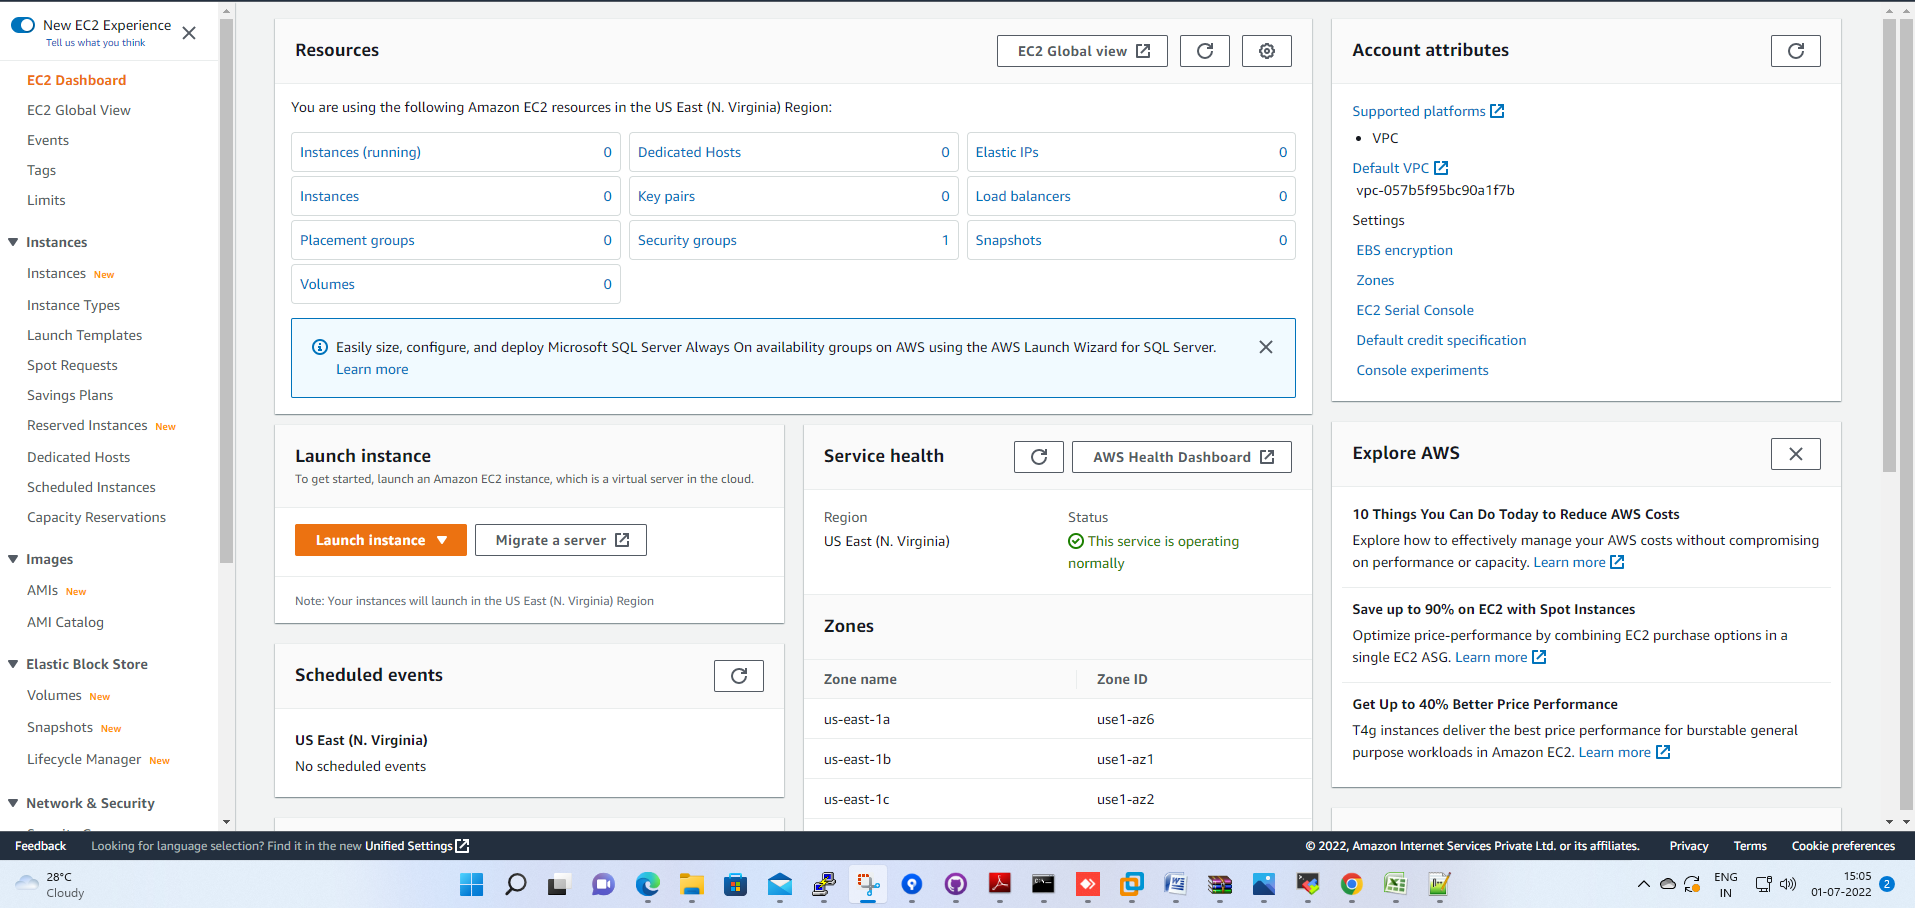 New EC2 Experience
Tell us what you think
EC2 Dashboard
EC2 Global View
Events
Tags
Limits
Instances
Instances New
Instance Types
Launch Templates
Spot Requests
Savings Plans
Reserved Instances New
Dedicated Hosts
Scheduled Instances
Capacity Reservations
Images
AMIs New
AMI Catalog
Elastic Block Store
Volumes New
Snapshots New
Lifecycle Manager New
Network & Security
Resources
EC2 Global view
You are using the following Amazon EC2 resources in the US East (N. Virginia) Region:
Instances (running) 0
Dedicated Hosts 0
Elastic IPs 0
Instances 0
Key pairs 0
Load balancers 0
Placement groups 0
Security groups 1
Snapshots 0
Volumes 0
Easily size, configure, and deploy Microsoft SQL Server Always On availability groups on AWS using the AWS Launch Wizard for SQL Server.
Learn more
Launch instance
To get started, launch an Amazon EC2 instance, which is a virtual server in the cloud.
Launch instance
Migrate a server
Note: Your instances will launch in the US East (N. Virginia) Region
Scheduled events
US East (N. Virginia)
No scheduled events
Service health
AWS Health Dashboard
Region
US East (N. Virginia)
Status
This service is operating
normally
Zones
Zone name Zone ID
us-east-1a use1-az6
us-east-1b use1-az1
us-east-1c use1-az2
Account attributes
Supported platforms
• VPC
Default VPC
vpc-057b5f95bc90a1f7b
Settings
EBS encryption
Zones
EC2 Serial Console
Default credit specification
Console experiments
Explore AWS
10 Things You Can Do Today to Reduce AWS Costs
Explore how to effectively manage your AWS costs without compromising
on performance or capacity. Learn more
Save up to 90% on EC2 with Spot Instances
Optimize price-performance by combining EC2 purchase options in a
single EC2 ASG. Learn more
Get Up to 40% Better Price Performance
T4g instances deliver the best price performance for burstable general
purpose workloads in Amazon EC2. Learn more
Feedback
Looking for language selection? Find it in the new Unified Settings
© 2022, Amazon Internet Services Private Ltd. or its affiliates.
Privacy
Terms
Cookie preferences
28°C
Cloudy
ENG
IN
15:05
01-07-2022
2